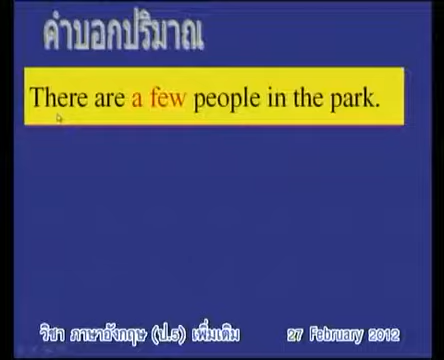 คำบอกปริมาณ
There are a few people in the park.
วิชา ภาษาอังกฤษ (ป.5) เพิ่มเติม 27 February 2012